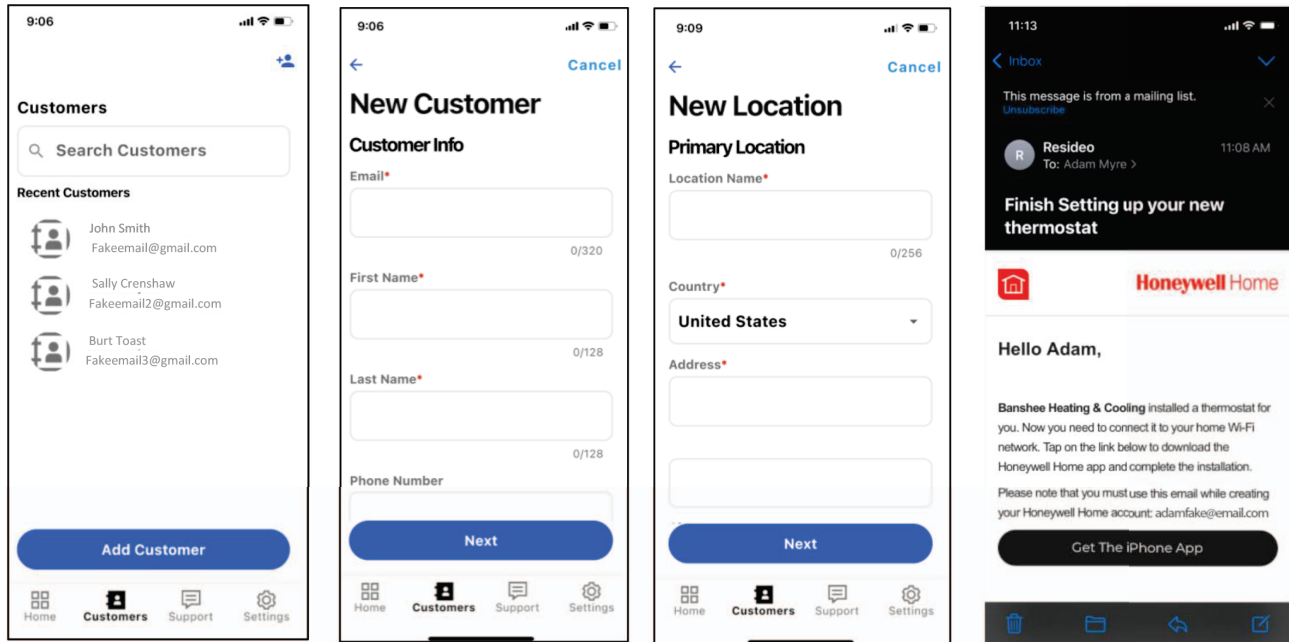 9:06
Customers
Search Customers
Recent Customers
John Smith
Fakeemail@gmail.com
Sally Crenshaw
Fakeemail2@gmail.com
Burt Toast
Fakeemail3@gmail.com
Add Customer
Home Customers Support Settings
9:06
Cancel
New Customer
Customer Info
Email*
0/320
First Name*
0/128
Last Name*
0/128
Phone Number
Next
Home Customers Support Settings
9:09
Cancel
New Location
Primary Location
Location Name*
0/256
Country*
United States
Address*
Next
Home Customers Support Settings
11:13
Inbox
This message is from a mailing list.
Unsubscribe
R
Resideo 11:08 AM
To: Adam Myre >
Finish Setting up your new
thermostat
Honeywell Home
Hello Adam,
Banshee Heating & Cooling installed a thermostat for
you. Now you need to connect it to your home Wi-Fi
network. Tap on the link below to download the
Honeywell Home app and complete the installation.
Please note that you must use this email while creating
your Honeywell Home account: adamfake@email.com
Get The iPhone App